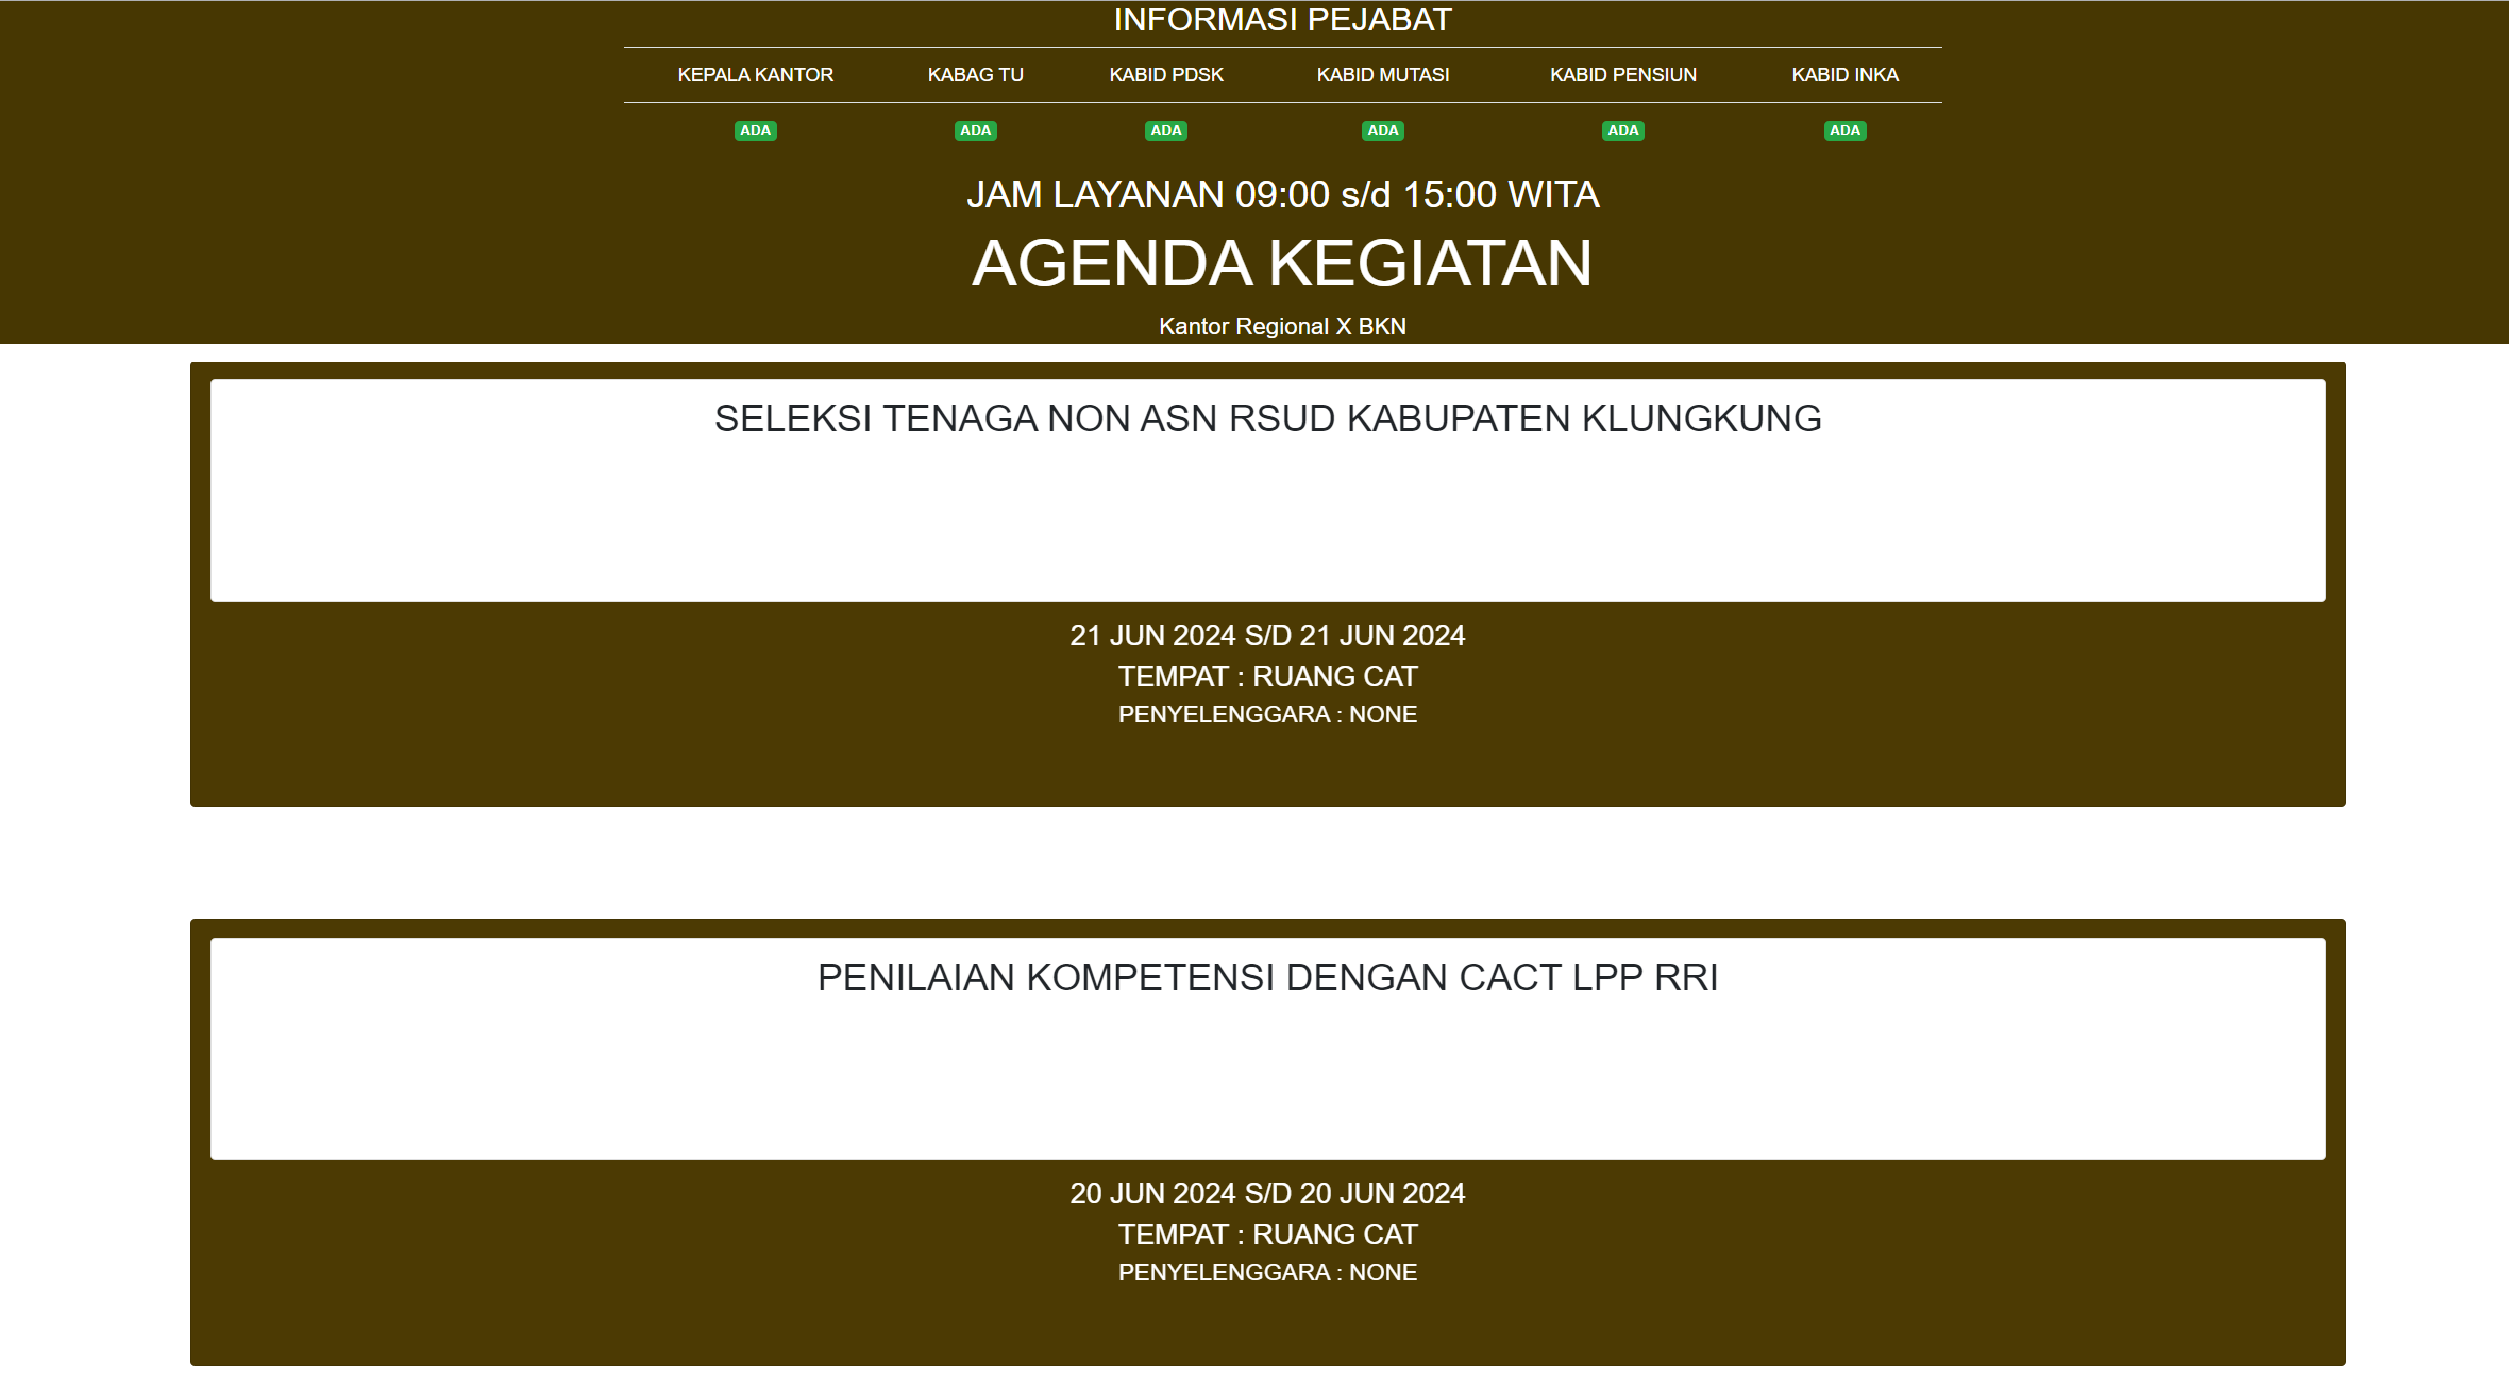 INFORMASI PEJABAT
KEPALA KANTOR KABAG TU KABID PDSK KABID MUTASI KABID PENSIUN KABID INKA
ADA ADA ADA ADA ADA ADA
JAM LAYANAN 09:00 s/d 15:00 WITA
AGENDA KEGIATAN
Kantor Regional X BKN
SELEKSI TENAGA NON ASN RSUD KABUPATEN KLUNGKUNG
21 JUN 2024 S/D 21 JUN 2024
TEMPAT : RUANG CAT
PENYELENGGARA : NONE
PENILAIAN KOMPETENSI DENGAN CACT LPP RRI
20 JUN 2024 S/D 20 JUN 2024
TEMPAT : RUANG CAT
PENYELENGGARA : NONE